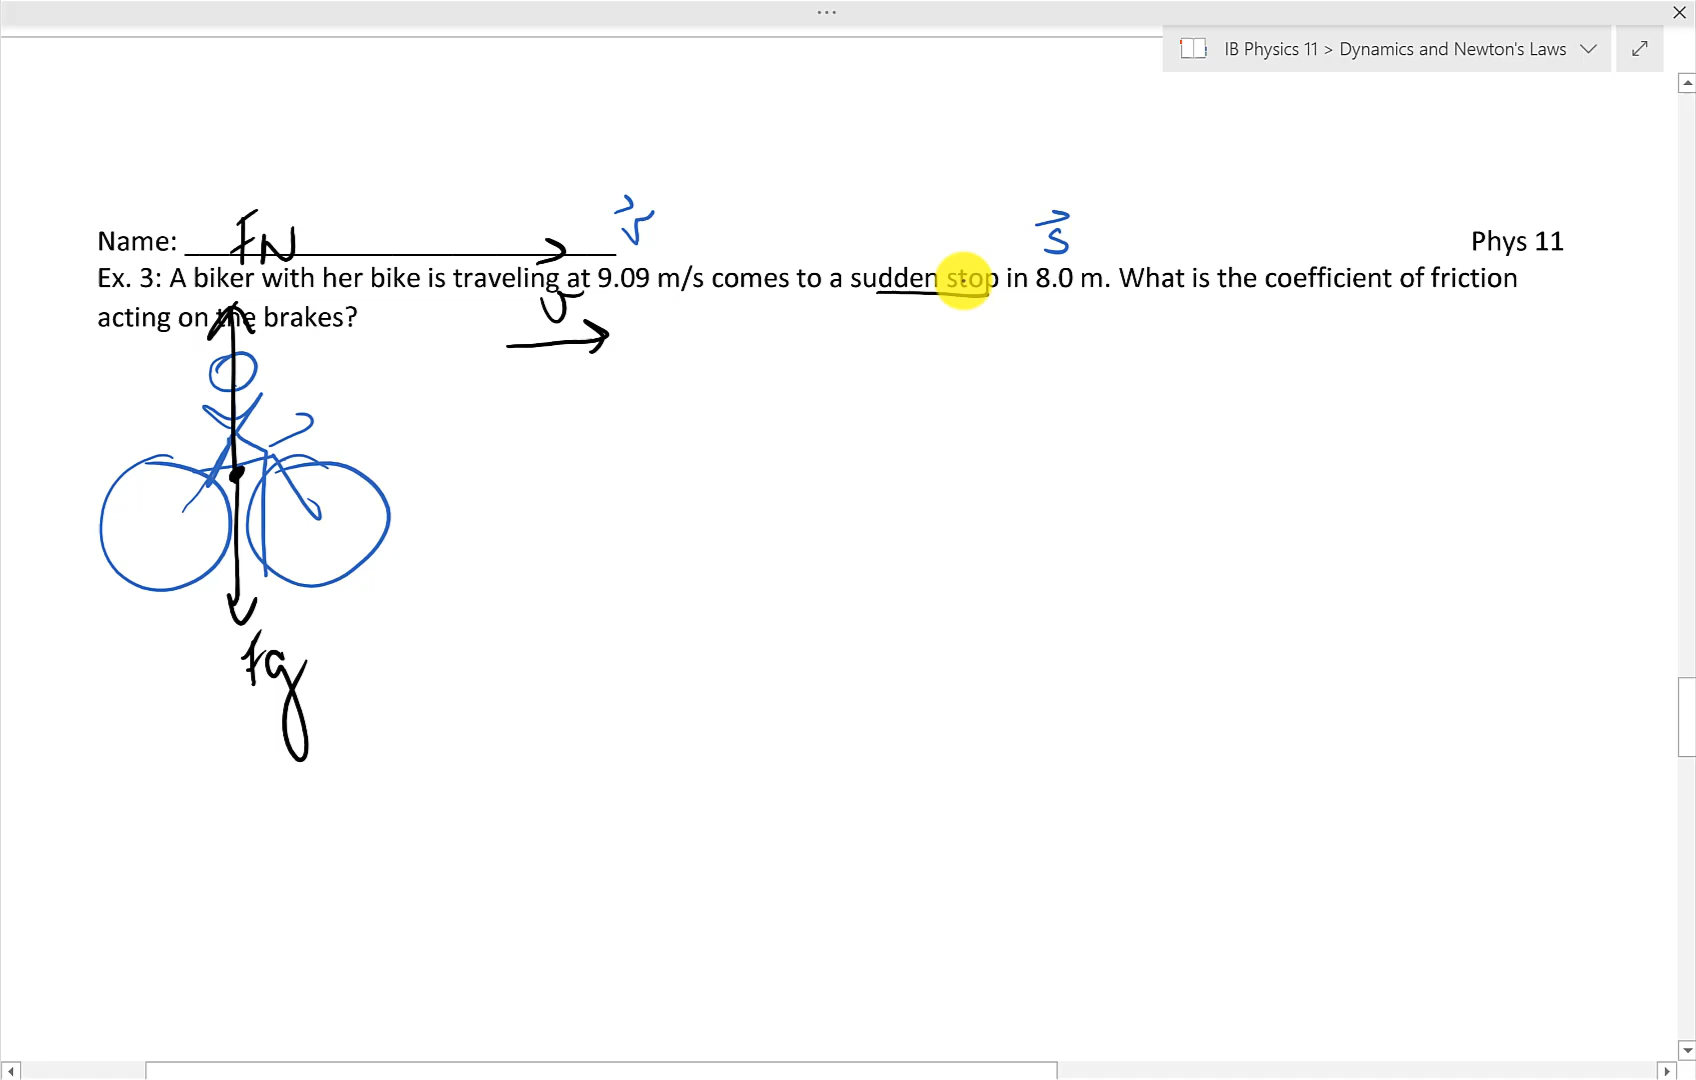 IB Physics 11 > Dynamics and Newton's Laws
v
s
FN
Name:
Phys 11
Ex. 3: A biker with her bike is traveling at 9.09 m/s comes to a sudden stop in 8.0 m. What is the coefficient of friction
acting on the brakes?
v
Fg